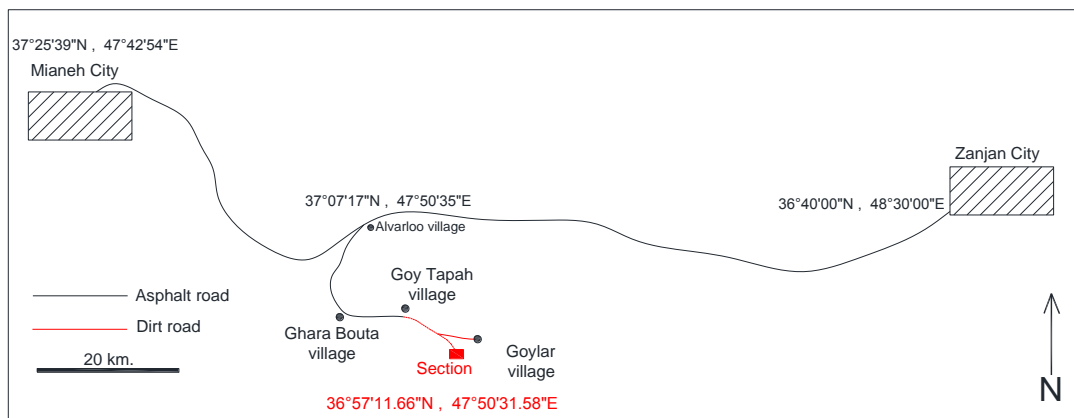 37°25'39"N , 47°42'54"E
Mianeh City
Zanjan City
37°07'17"N , 47°50'35"E
36°40'00"N , 48°30'00"E
Alvarloo village
Goy Tapah
village
Asphalt road
Dirt road
Ghara Bouta
village
20 km.
Goylar
village
Section
N
36°57'11.66"N , 47°50'31.58"E